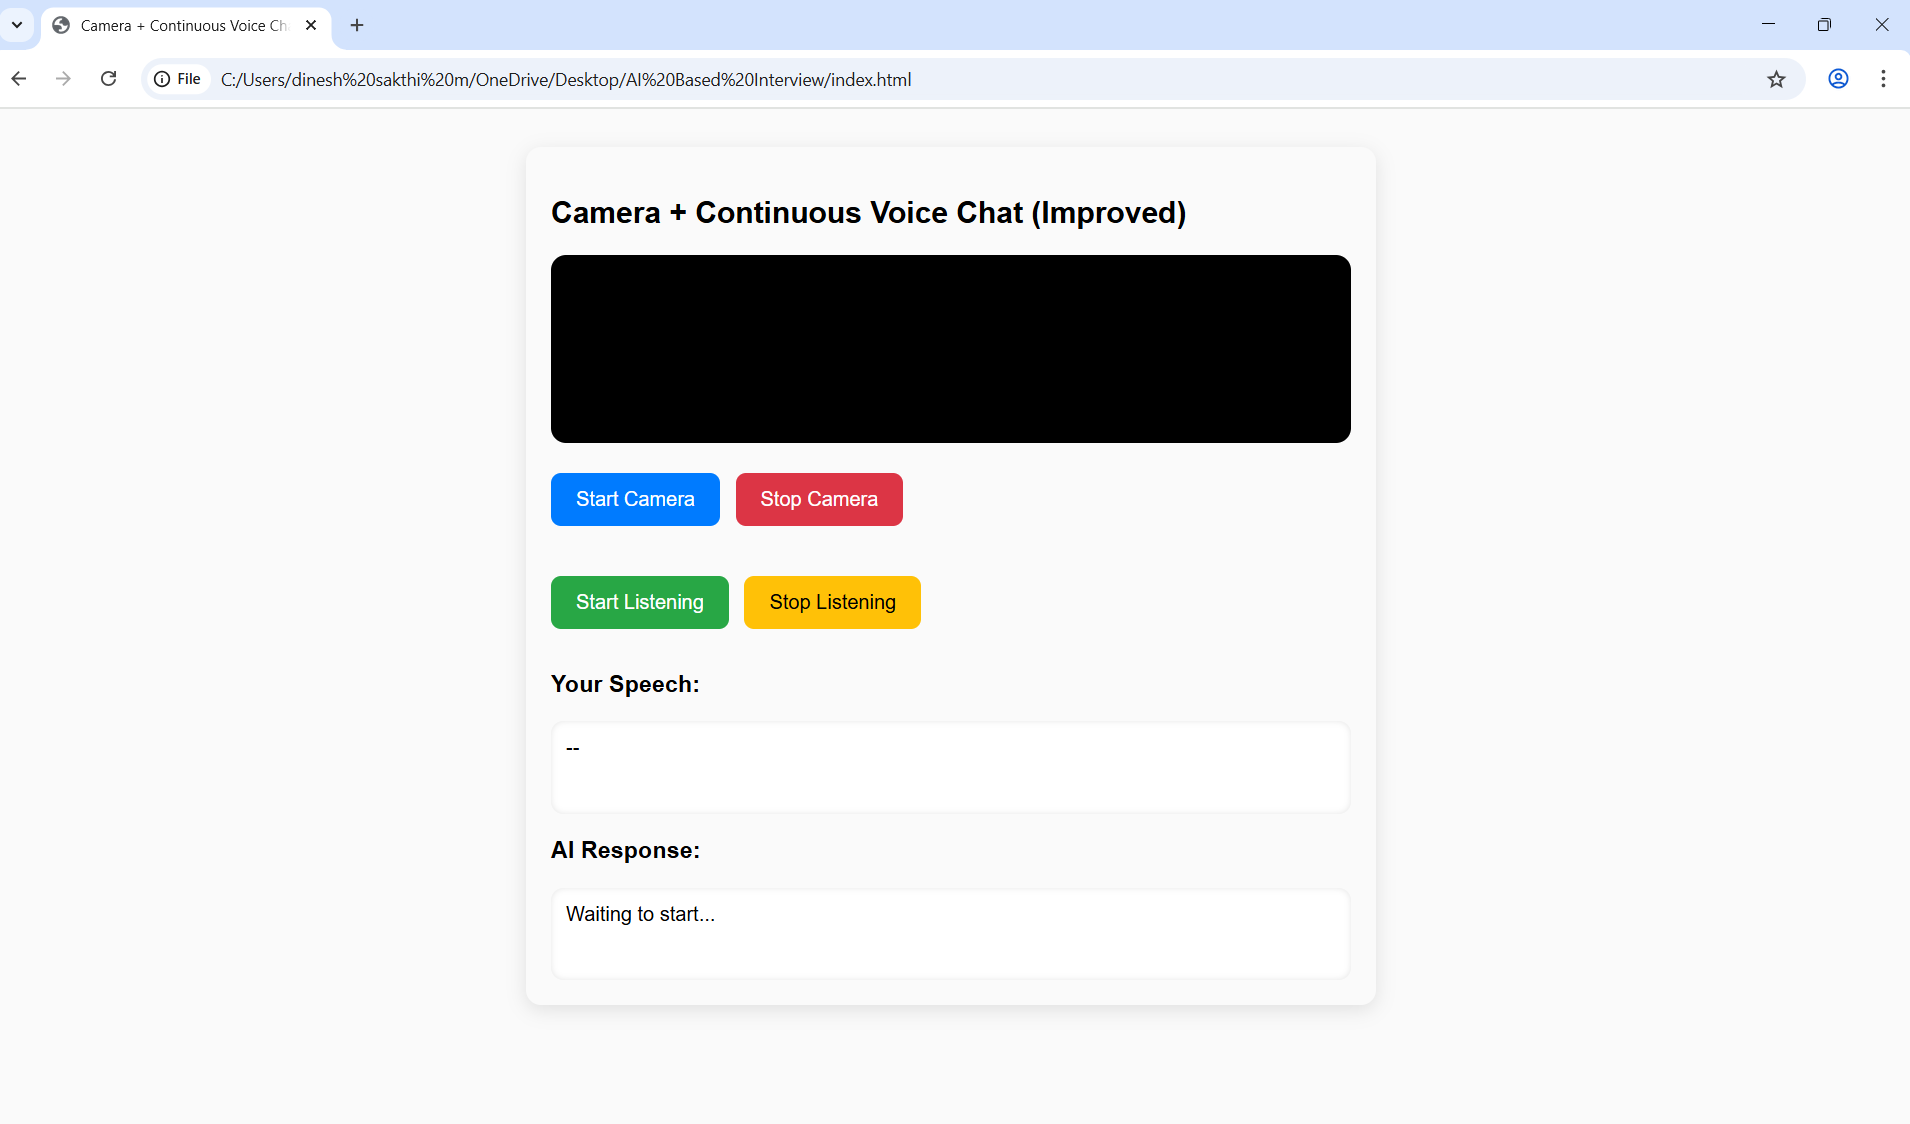 Camera + Continuous Voice Ch
File C:/Users/dinesh%20sakthi%20m/OneDrive/Desktop/AI%20Based%20Interview/index.html
Camera + Continuous Voice Chat (Improved)
Start Camera Stop Camera
Start Listening Stop Listening
Your Speech:
--
AI Response:
Waiting to start...